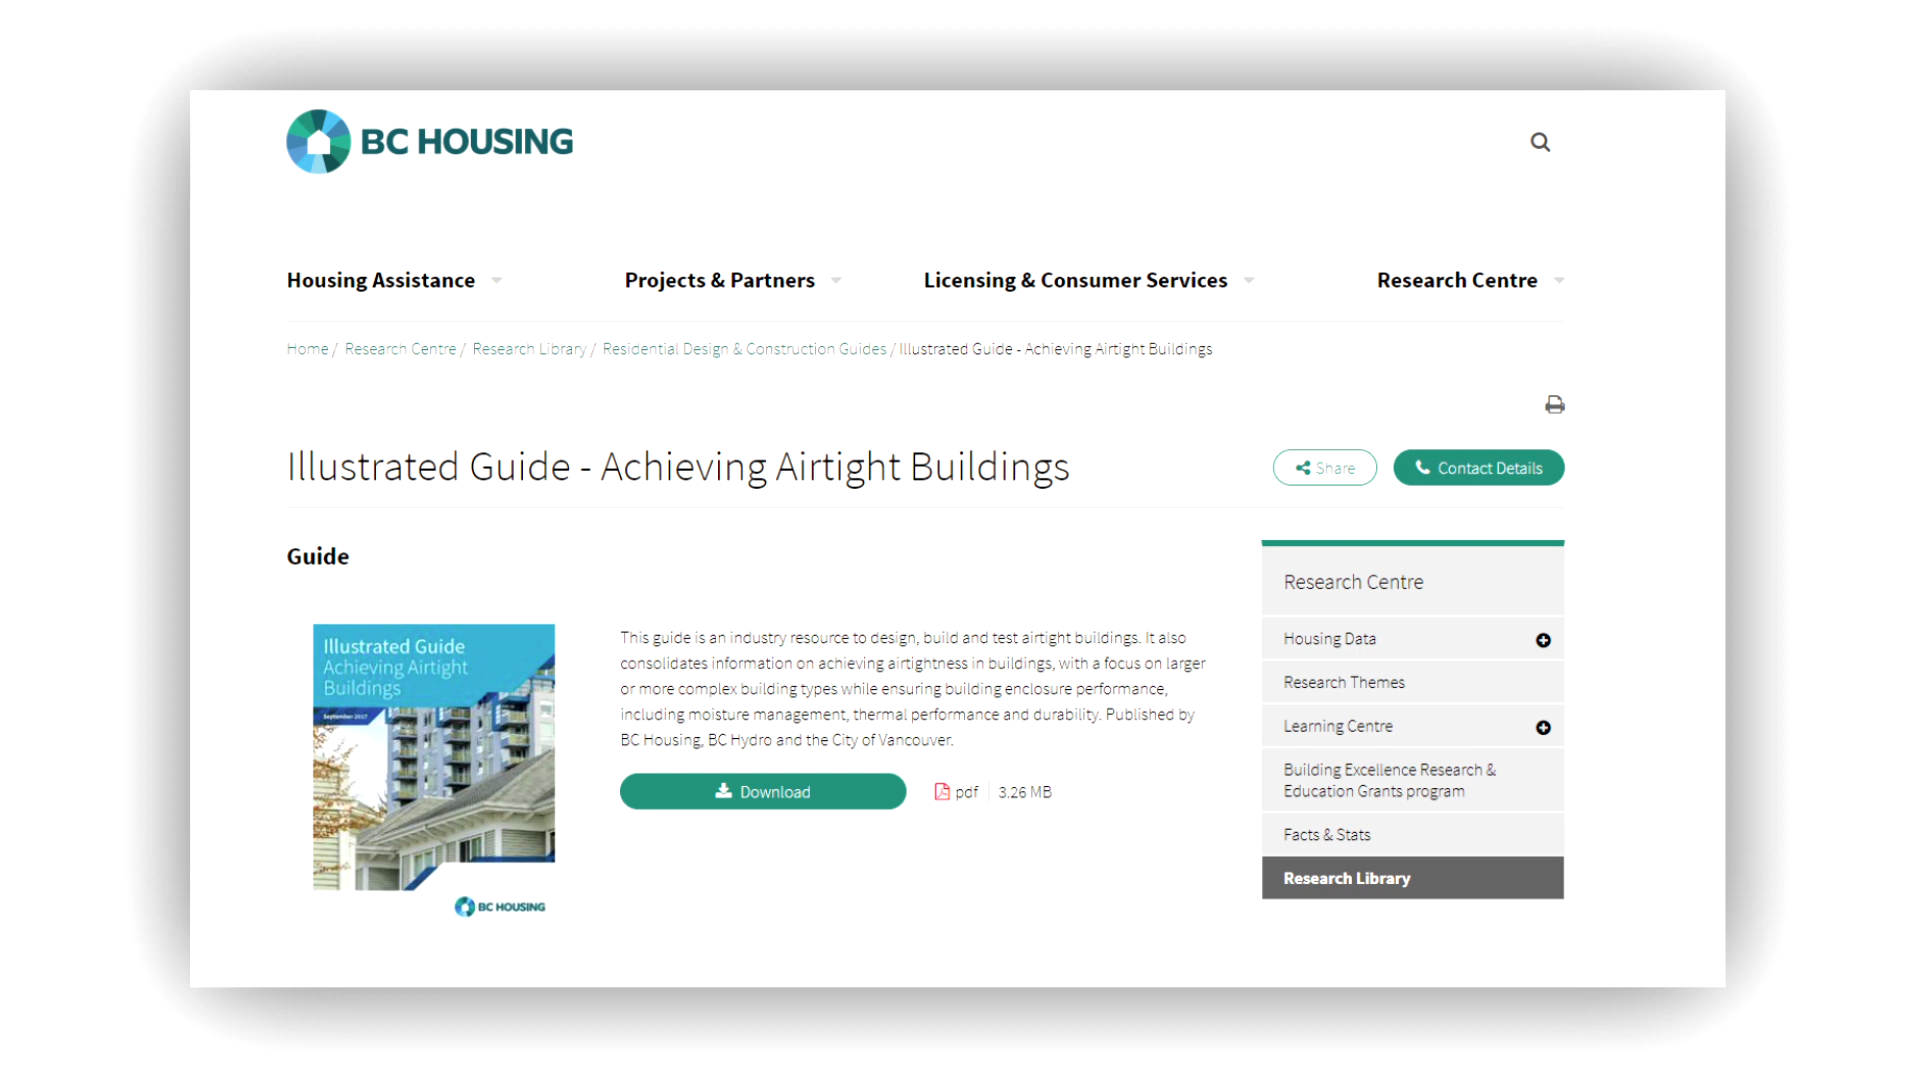 BC HOUSING
Housing Assistance
Projects & Partners
Licensing & Consumer Services
Research Centre
Home / Research Centre / Research Library / Residential Design & Construction Guides / Illustrated Guide - Achieving Airtight Buildings
Illustrated Guide - Achieving Airtight Buildings
Share
Contact Details
Guide
Illustrated Guide
Achieving Airtight
Buildings
September 2017
BC HOUSING
This guide is an industry resource to design, build and test airtight buildings. It also
consolidates information on achieving airtightness in buildings, with a focus on larger
or more complex building types while ensuring building enclosure performance,
including moisture management, thermal performance and durability. Published by
BC Housing, BC Hydro and the City of Vancouver.
Download
pdf
3.26 MB
Research Centre
Housing Data
Research Themes
Learning Centre
Building Excellence Research &
Education Grants program
Facts & Stats
Research Library